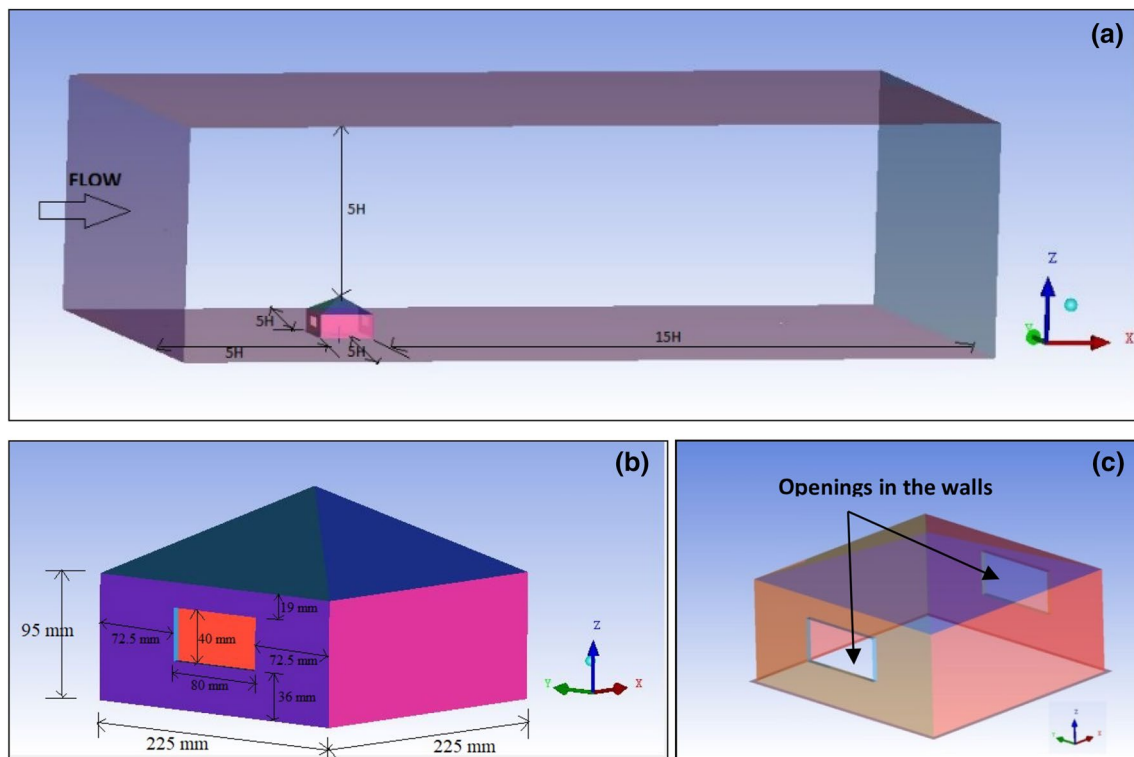 (a)
FLOW
5H
5H
5H
5H
15H
Z
Y
X
(b)
95 mm
19 mm
72.5 mm
40 mm
72.5 mm
80 mm
36 mm
225 mm
225 mm
Z
Y
X
(c)
Openings in the walls
Z
Y
X